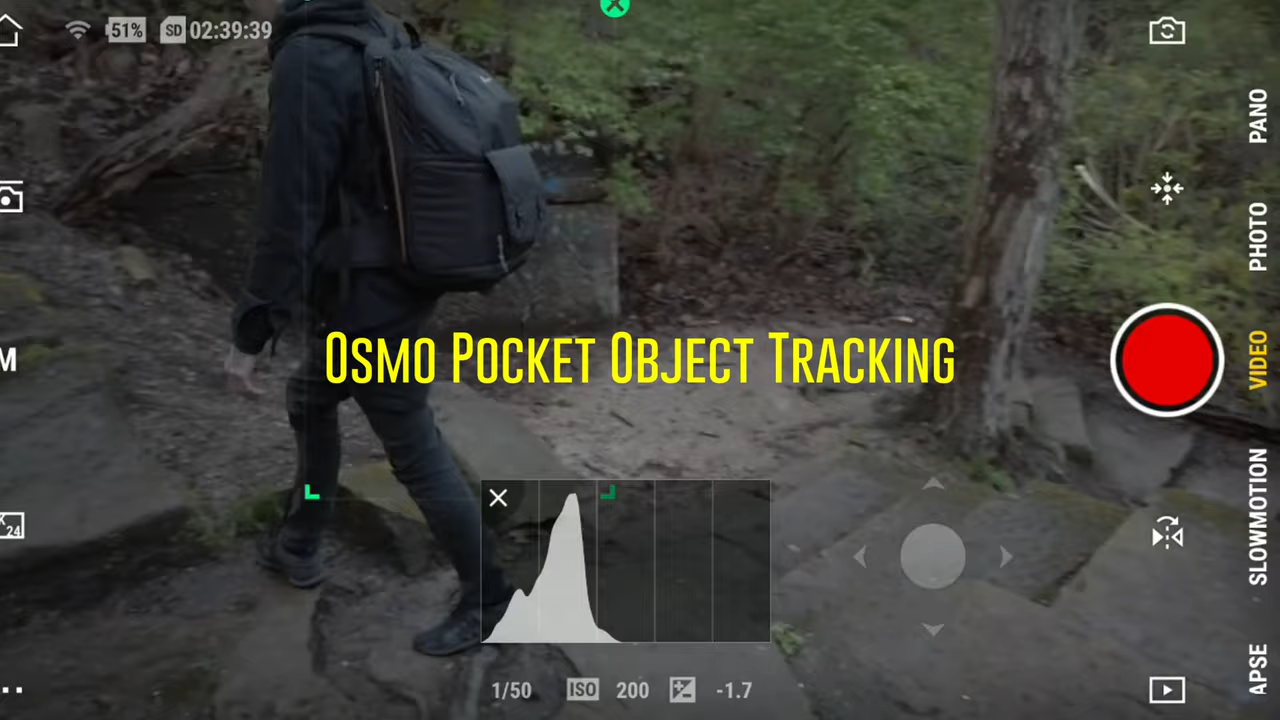 51% SD 02:39:39
PANO
PHOTO
Osmo Pocket Object Tracking
M
VIDEO
24
SLOWMOTION
1/50 ISO 200 -1.7
APSE